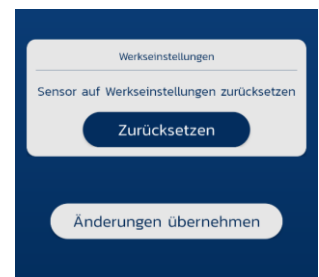 Werkseinstellungen
Sensor auf Werkseinstellungen zurücksetzen
Zurücksetzen
Änderungen übernehmen